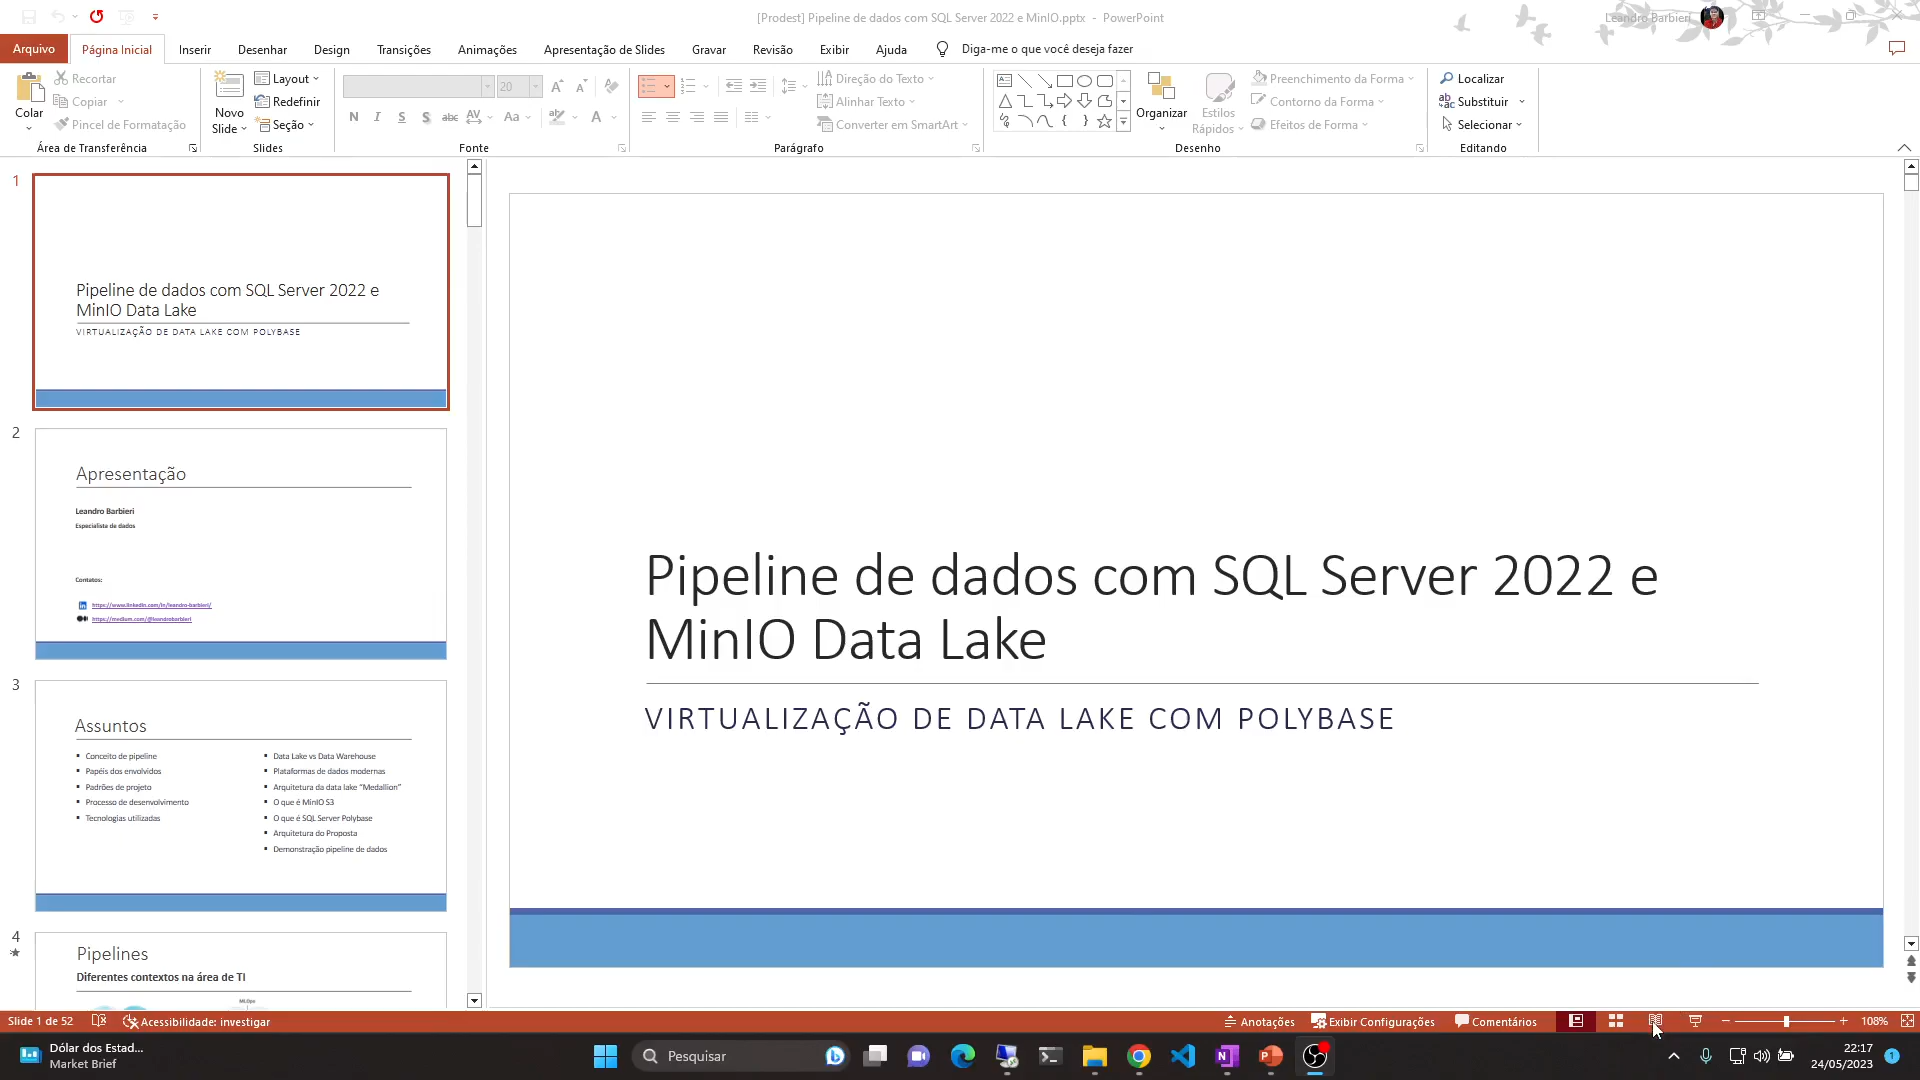 [Prodest] Pipeline de dados com SQL Server 2022 e MinIO.pptx - PowerPoint
Leandro Barbieri
Arquivo
Página Inicial
Inserir
Desenhar
Design
Transições
Animações
Apresentação de Slides
Gravar
Revisão
Exibir
Ajuda
Diga-me o que você deseja fazer
Colar
Recortar
Copiar
Pincel de Formatação
Área de Transferência
Novo
Slide
Layout
Redefinir
Seção
Slides
20
N I S S abc AV Aa A
Fonte
Direção do Texto
Alinhar Texto
Converter em SmartArt
Parágrafo
Organizar
Estilos
Rápidos
Preenchimento da Forma
Contorno da Forma
Efeitos de Forma
Desenho
Localizar
Substituir
Selecionar
Editando
1
Pipeline de dados com SQL Server 2022 e
MinIO Data Lake
VIRTUALIZAÇÃO DE DATA LAKE COM POLYBASE
2
Apresentação
Leandro Barbieri
Especialista de dados
Contatos:
https://www.linkedin.com/in/leandro-barbieri/
https://medium.com/@leandrobarbieri
3
Assuntos
Conceito de pipeline
Papéis dos envolvidos
Padrões de projeto
Processo de desenvolvimento
Tecnologias utilizadas
Data Lake vs Data Warehouse
Plataformas de dados modernas
Arquitetura da data lake “Medallion”
O que é MinIO S3
O que é SQL Server Polybase
Arquitetura do Proposta
Demonstração pipeline de dados
4
Pipelines
Diferentes contextos na área de TI
MLOps
Pipeline de dados com SQL Server 2022 e
MinIO Data Lake
VIRTUALIZAÇÃO DE DATA LAKE COM POLYBASE
Slide 1 de 52
Acessibilidade: investigar
Anotações
Exibir Configurações
Comentários
108%
Dólar dos Estad...
Market Brief
Pesquisar
22:17
24/05/2023
1